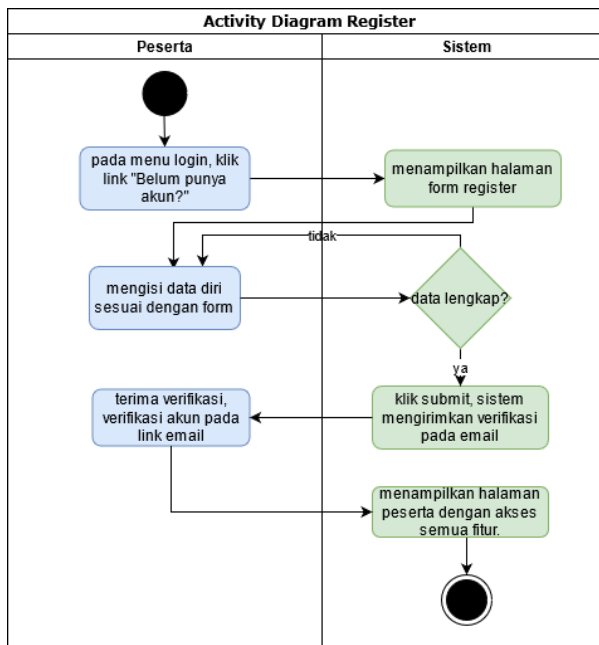 Activity Diagram Register
Peserta
Sistem
pada menu login, klik
link "Belum punya
akun?"
menampilkan halaman
form register
tidak
mengisi data diri
sesuai dengan form
data lengkap?
ya
terima verifikasi,
verifikasi akun pada
link email
klik submit, sistem
mengirimkan verifikasi
pada email
menampilkan halaman
peserta dengan akses
semua fitur.